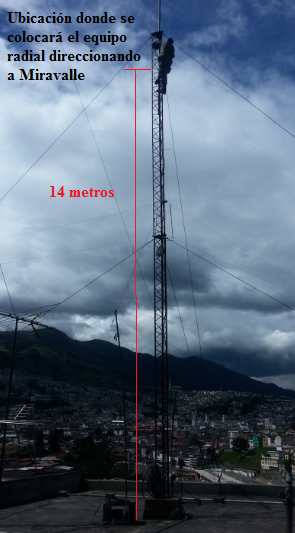 Ubicación donde se
colocará el equipo
radial direccionando
a Miravalle
14 metros